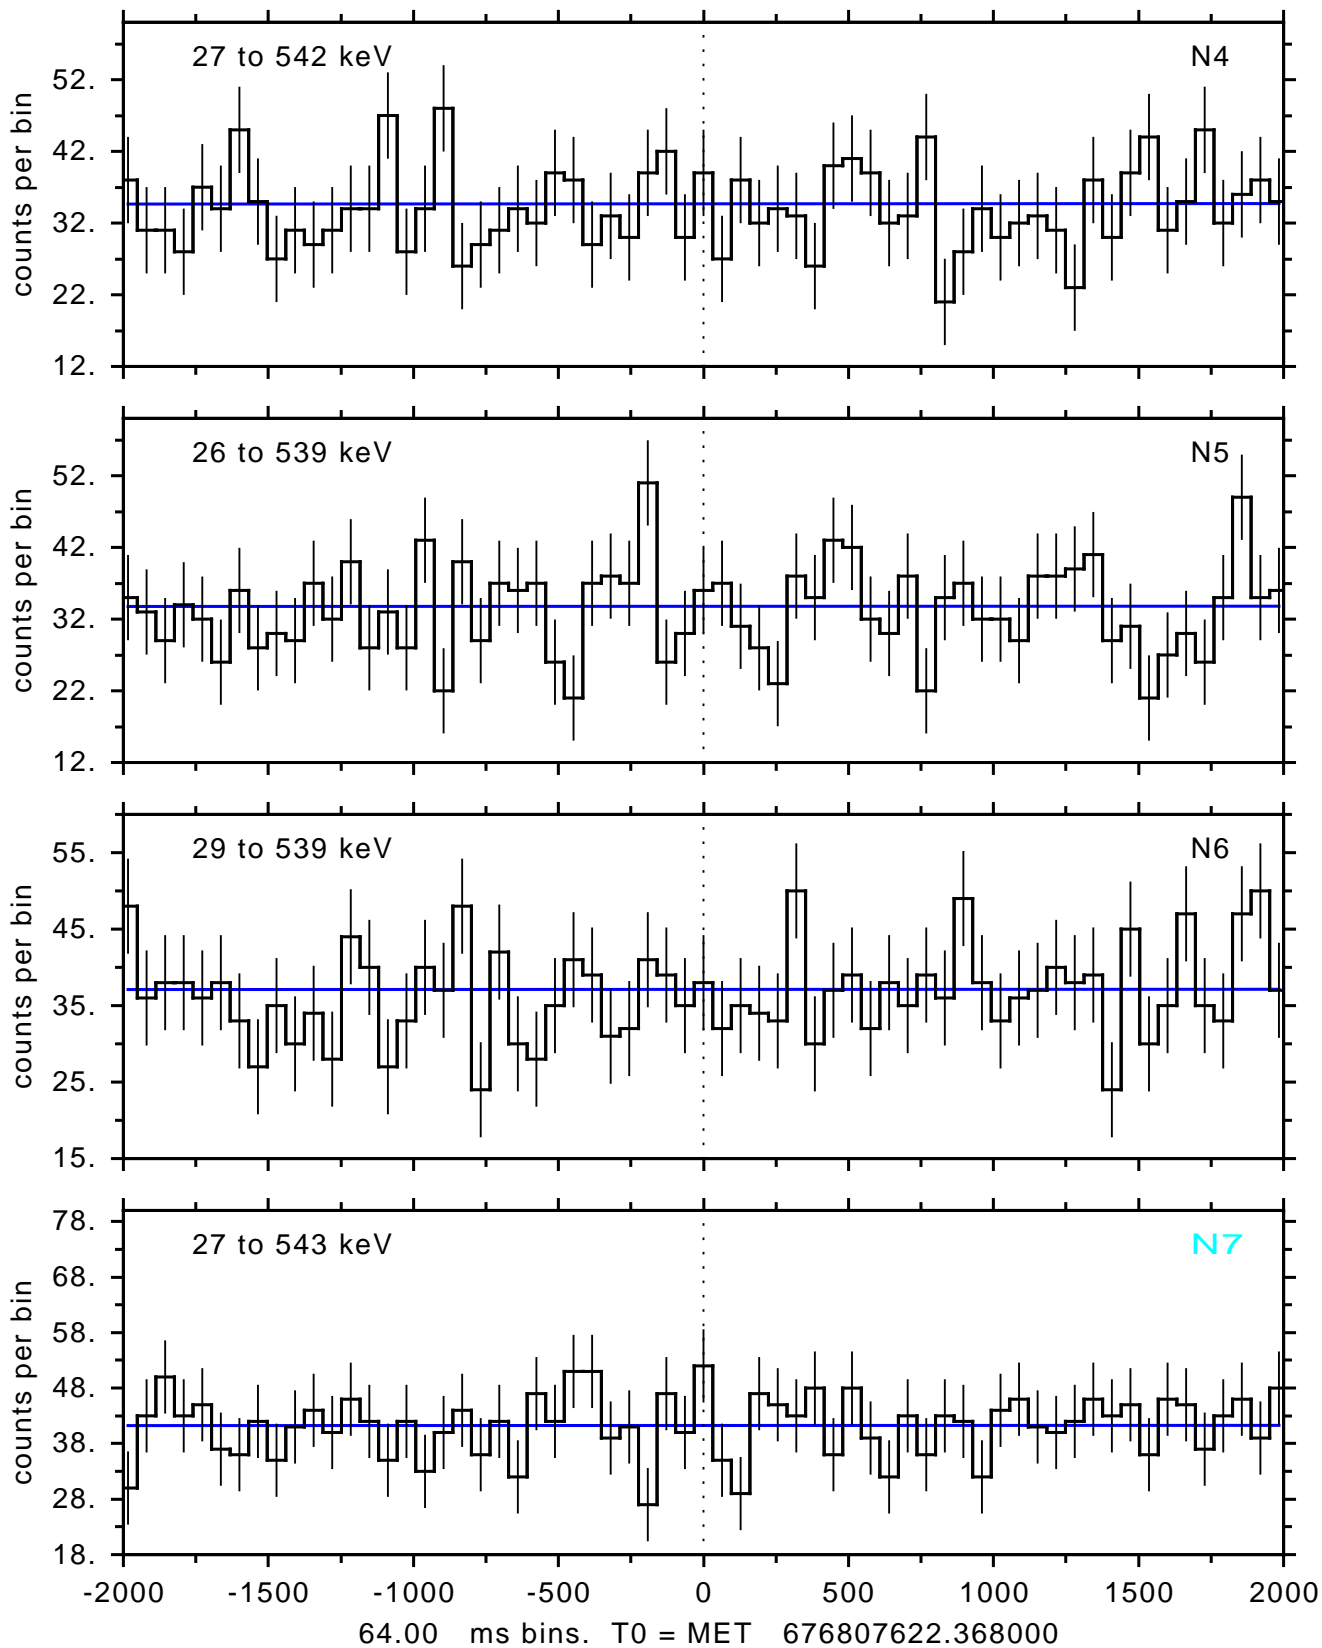 27 to 542 keV N4
counts per bin
52.
42.
32.
22.
12.
26 to 539 keV N5
counts per bin
52.
42.
32.
22.
12.
29 to 539 keV N6
counts per bin
55.
45.
35.
25.
15.
27 to 543 keV N7
counts per bin
78.
68.
58.
48.
38.
28.
18.
-2000 -1500 -1000 -500 0 500 1000 1500 2000
64.00 ms bins. T0 = MET 676807622.368000